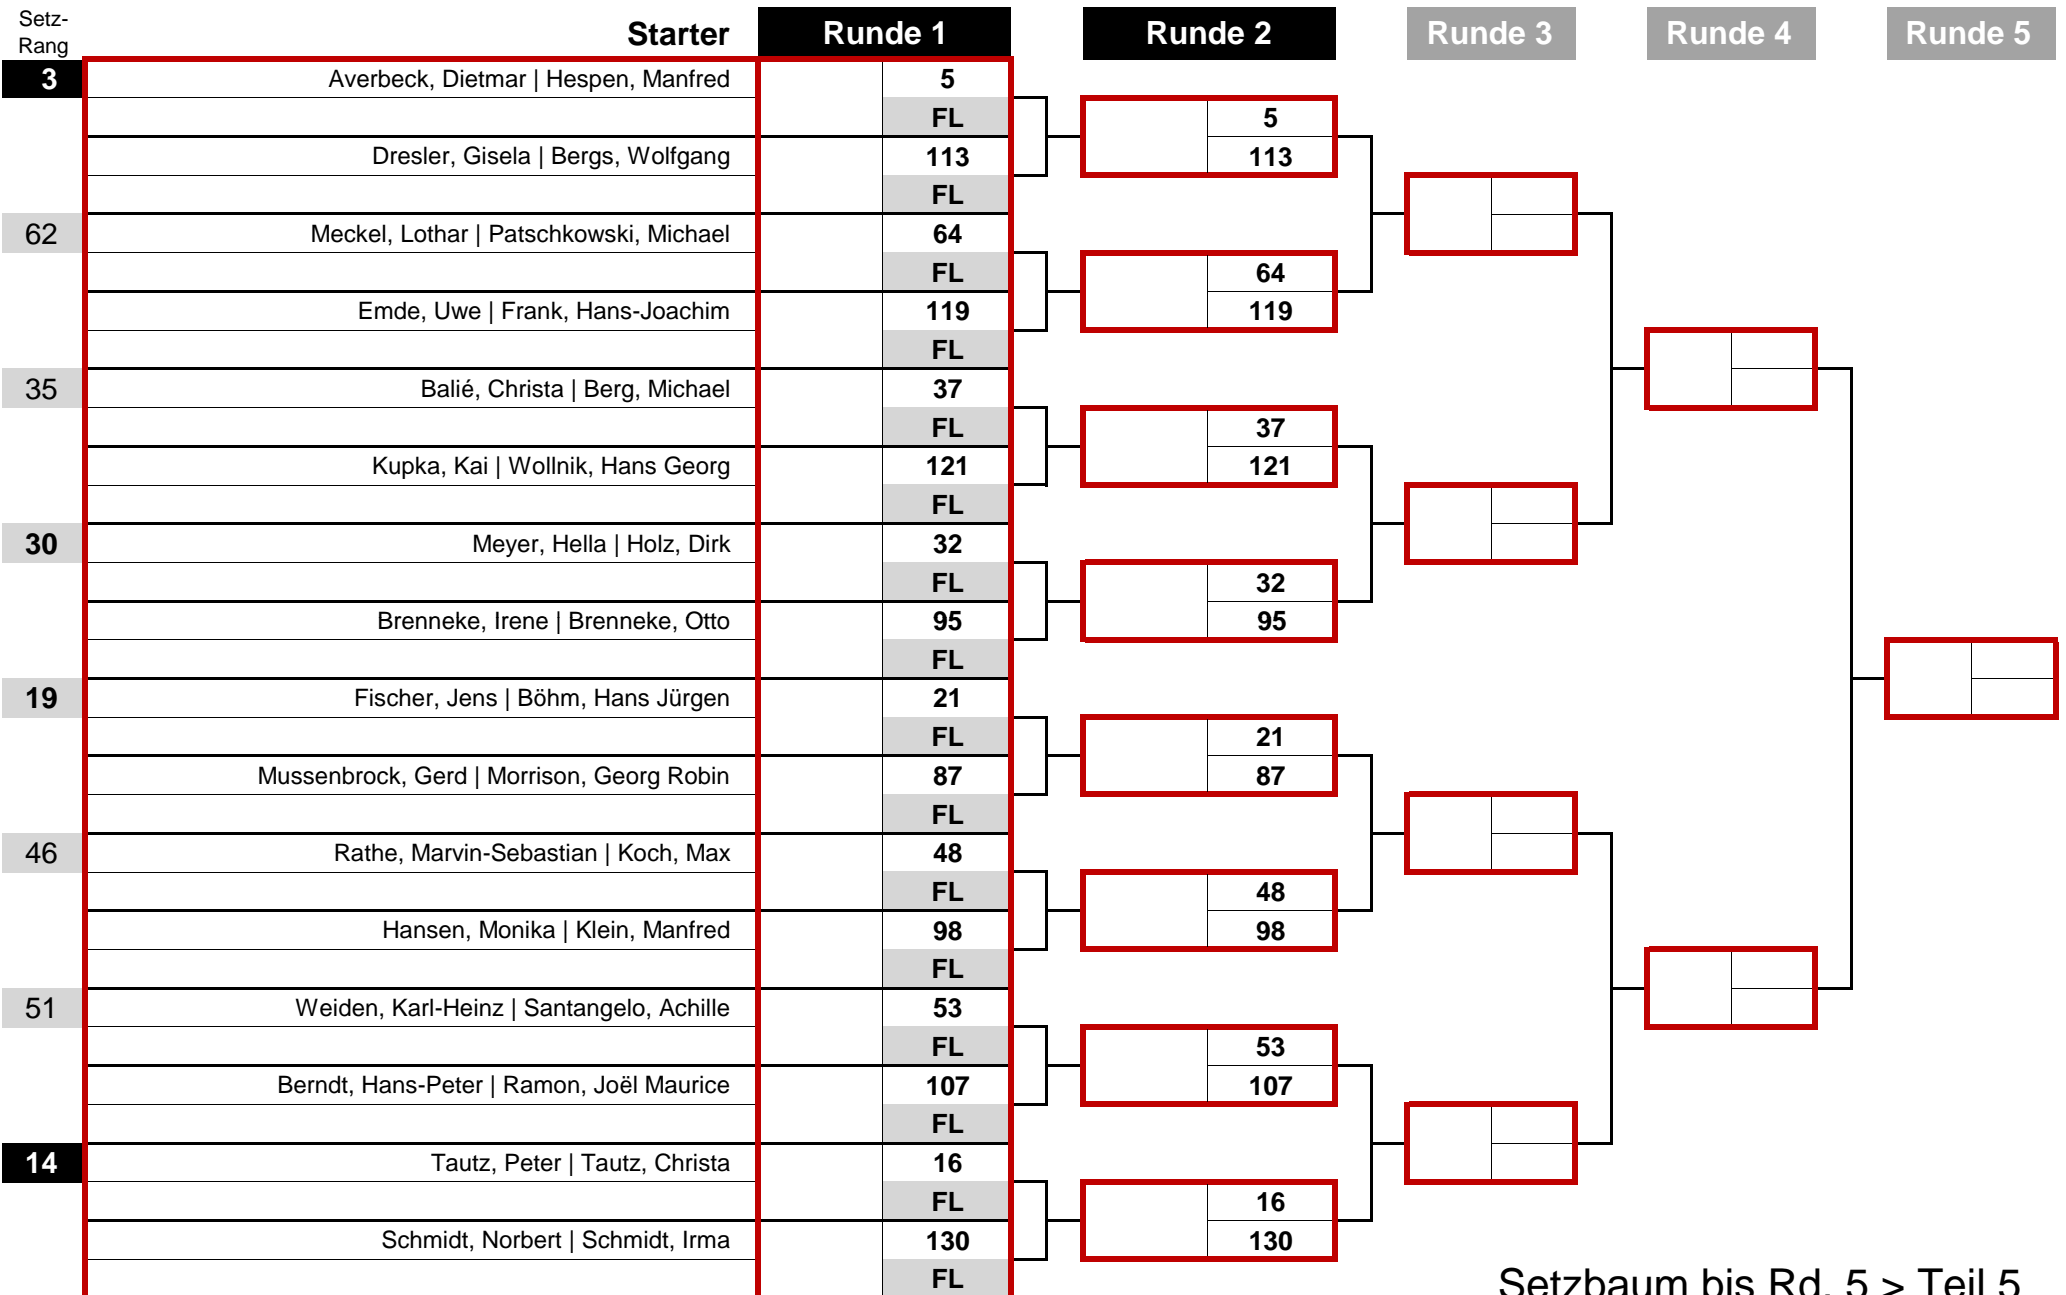 Setz-
Rang Starter Runde 1 Runde 2 Runde 3 Runde 4 Runde 5
3 Averbeck, Dietmar | Hespen, Manfred 5
FL 5
Dresler, Gisela | Bergs, Wolfgang 113 113
FL
62 Meckel, Lothar | Patschkowski, Michael 64
FL 64
Emde, Uwe | Frank, Hans-Joachim 119 119
FL
35 Balié, Christa | Berg, Michael 37
FL 37
Kupka, Kai | Wollnik, Hans Georg 121 121
FL
30 Meyer, Hella | Holz, Dirk 32
FL 32
Brenneke, Irene | Brenneke, Otto 95 95
FL
19 Fischer, Jens | Böhm, Hans Jürgen 21
FL 21
Mussenbrock, Gerd | Morrison, Georg Robin 87 87
FL
46 Rathe, Marvin-Sebastian | Koch, Max 48
FL 48
Hansen, Monika | Klein, Manfred 98 98
FL
51 Weiden, Karl-Heinz | Santangelo, Achille 53
FL 53
Berndt, Hans-Peter | Ramon, Joël Maurice 107 107
FL
14 Tautz, Peter | Tautz, Christa 16
FL 16
Schmidt, Norbert | Schmidt, Irma 130 130
FL
Setzbaum bis Rd. 5 > Teil 5